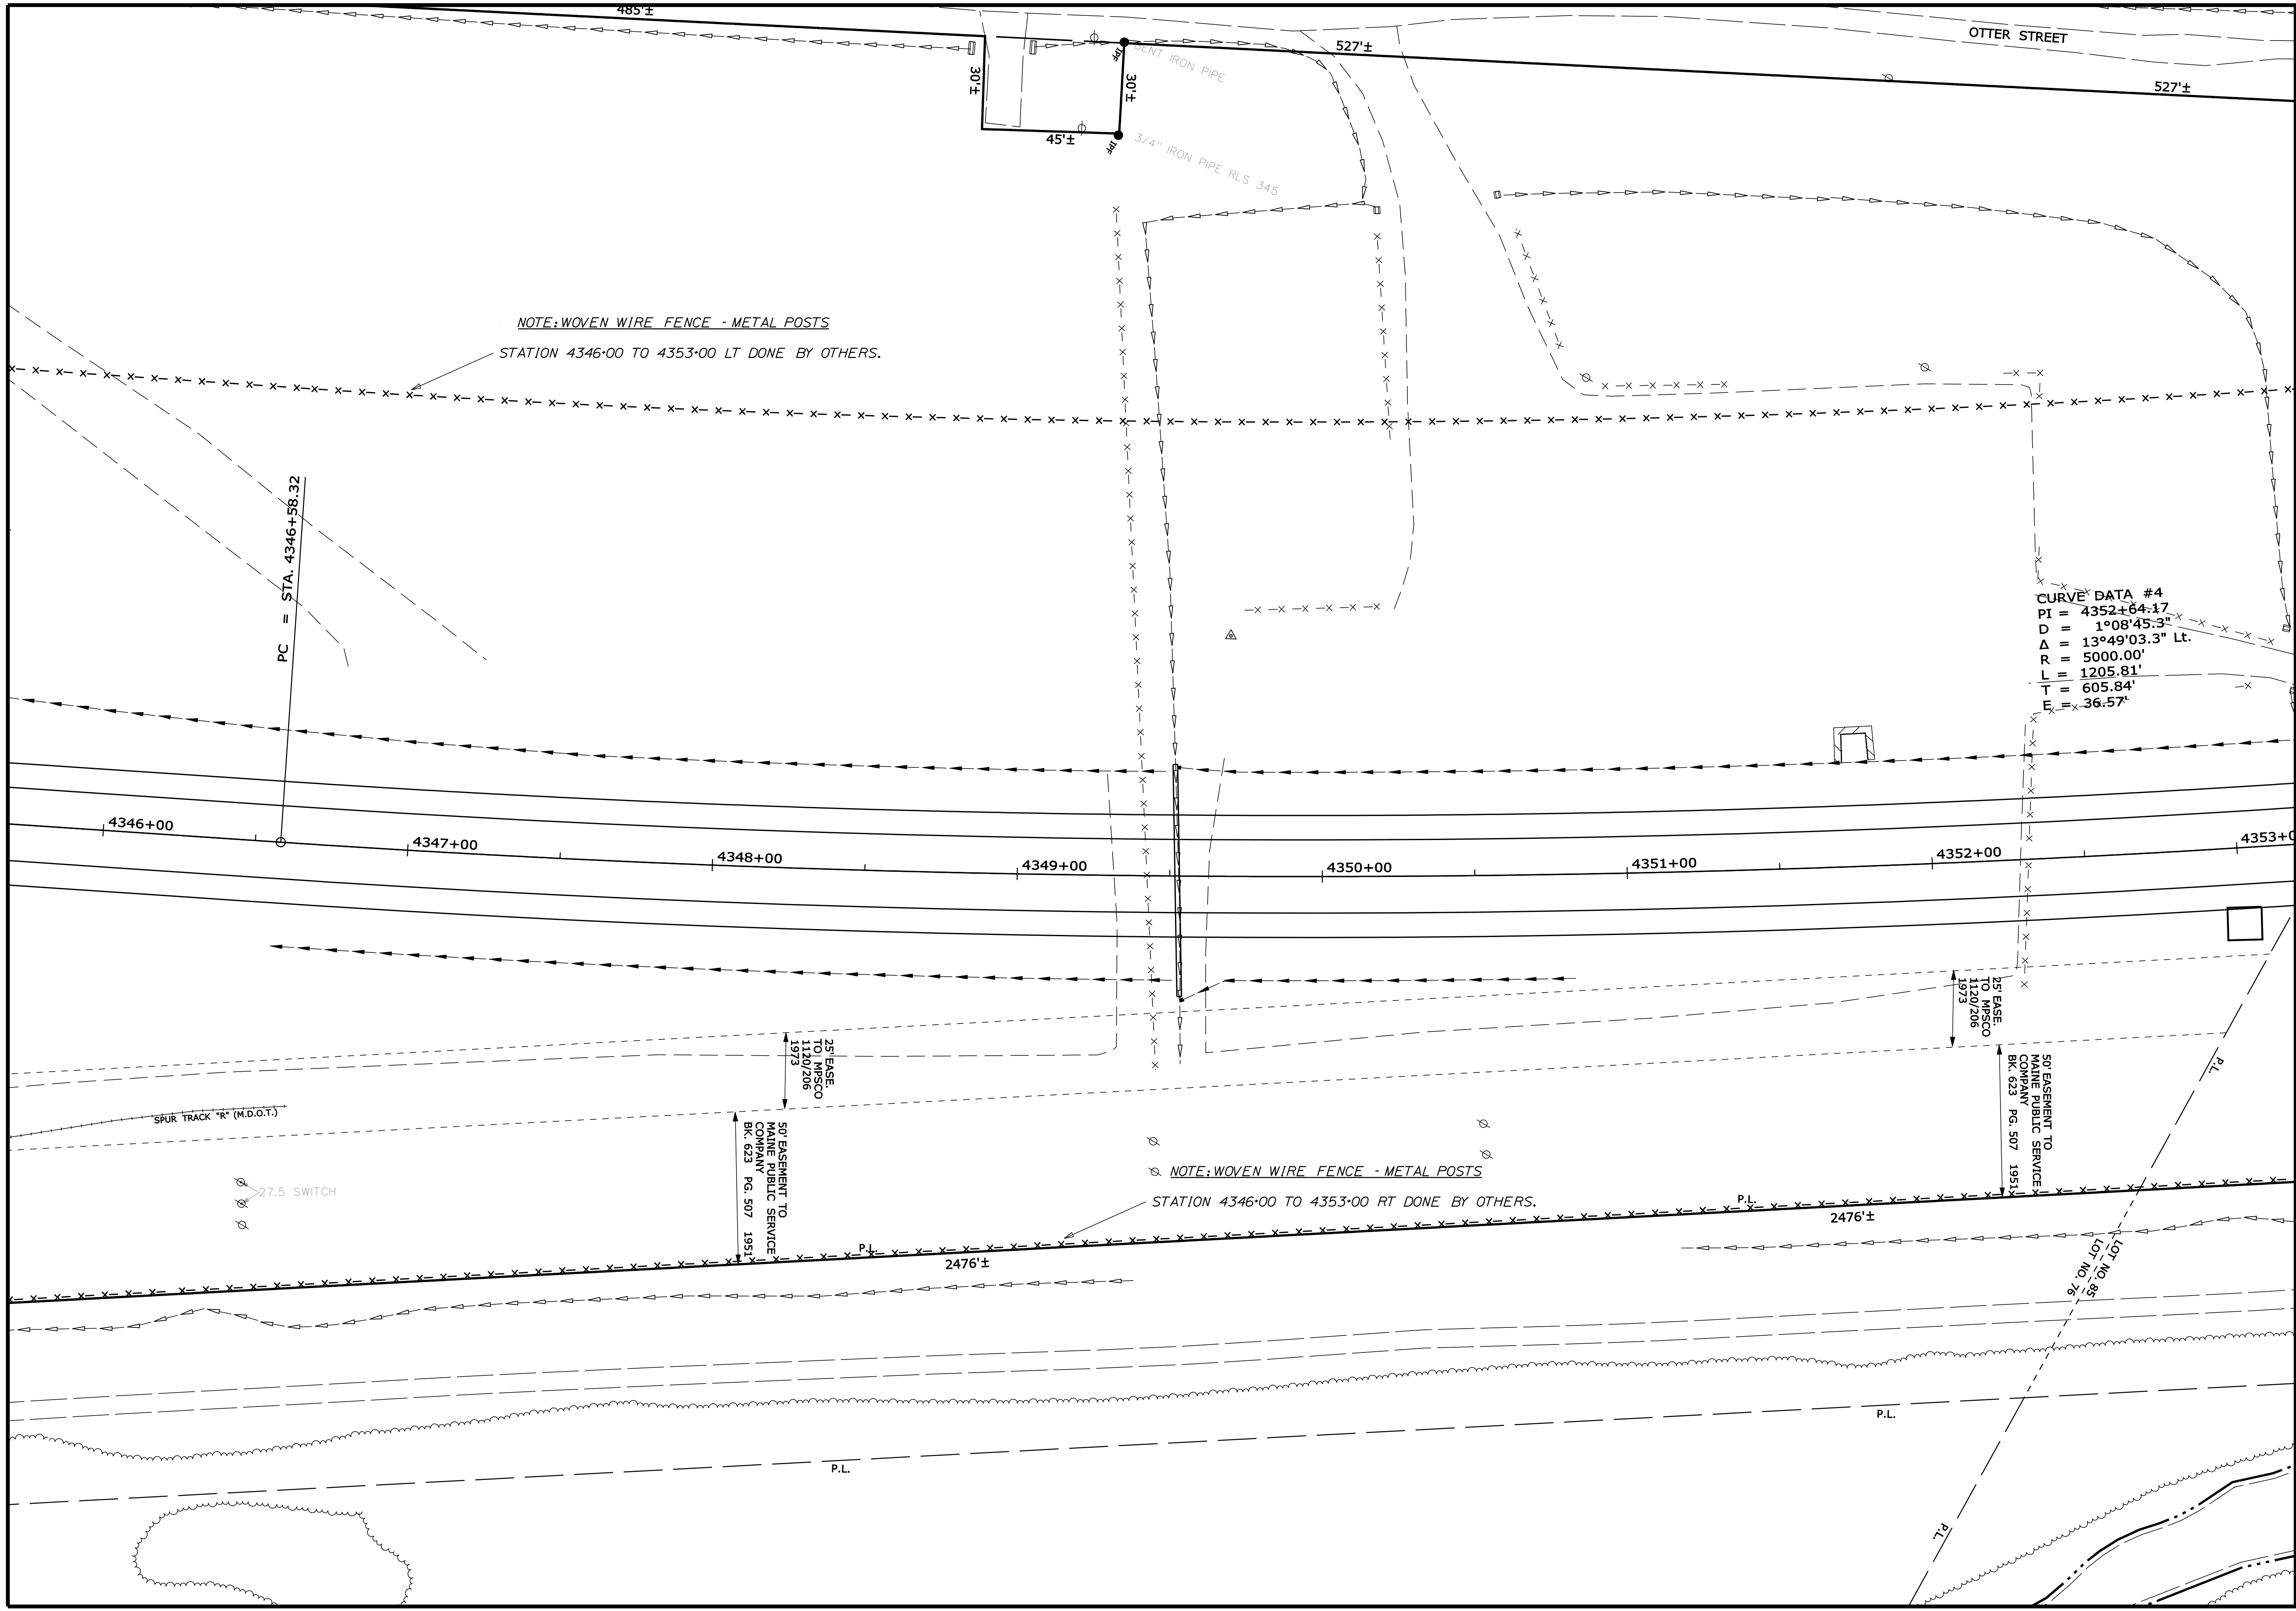 485'±
30'±
45'±
30'±
IPF
BENT IRON PIPE
IPF
3/4" IRON PIPE RLS 345
527'±
OTTER STREET
527'±
NOTE: WOVEN WIRE FENCE - METAL POSTS
STATION 4346+00 TO 4353+00 LT DONE BY OTHERS.
PC = STA. 4346+58.32
CURVE DATA #4
PI = 4352+64.17
D = 1°08'45.3"
Δ = 13°49'03.3" Lt.
R = 5000.00'
L = 1205.81'
T = 605.84'
E = 36.57'
4346+00
4347+00
4348+00
4349+00
4350+00
4351+00
4352+00
4353+0
25' EASE.
TO MPSCO
1120/206
1973
25' EASE.
TO MPSCO
1120/206
1973
SPUR TRACK "R" (M.D.O.T.)
50' EASEMENT TO
MAINE PUBLIC SERVICE
COMPANY
BK. 623 PG. 507 1951
50' EASEMENT TO
MAINE PUBLIC SERVICE
COMPANY
BK. 623 PG. 507 1951
P.L.
27.5 SWITCH
NOTE: WOVEN WIRE FENCE - METAL POSTS
STATION 4346+00 TO 4353+00 RT DONE BY OTHERS.
P.L.
2476'±
P.L.
2476'±
LOT NO. 85
LOT NO. 76
P.L.
P.L.
P.L.